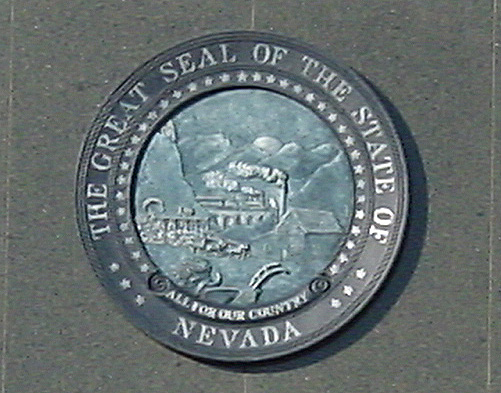 THE GREAT SEAL OF THE STATE OF
NEVADA
ALL FOR OUR COUNTRY